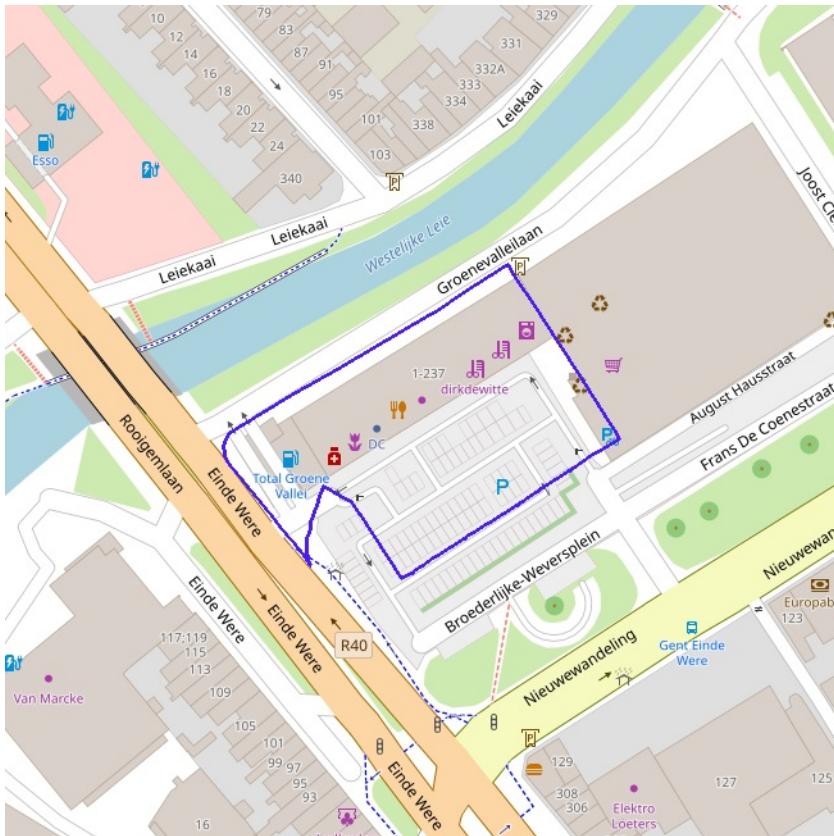 10
12
14
16
18
20
22
24
340
83
87
91
95
101
103
329
331
332A
333
334
338
Leiekaai
Esso
P
Leiekaai
Leiekaai
Westelijke Leie
Groenevalleilaan
P
Joost Cle
1-237
dirkdewitte
DC
Total Groene
Vallei
P
P
August Hausstraat
Frans De Coenestraat
Rooigemlaan
Einde Were
Broederlijke-Weversplein
Einde Were
Einde Were
R40
Nieuwewandeling
Nieuwewan
Europab
123
Gent Einde
Were
117;119
115
113
109
105
101
99
97
95
93
Van Marcke
16
Einde Were
P
129
308
306
127
125
Elektro
Loeters